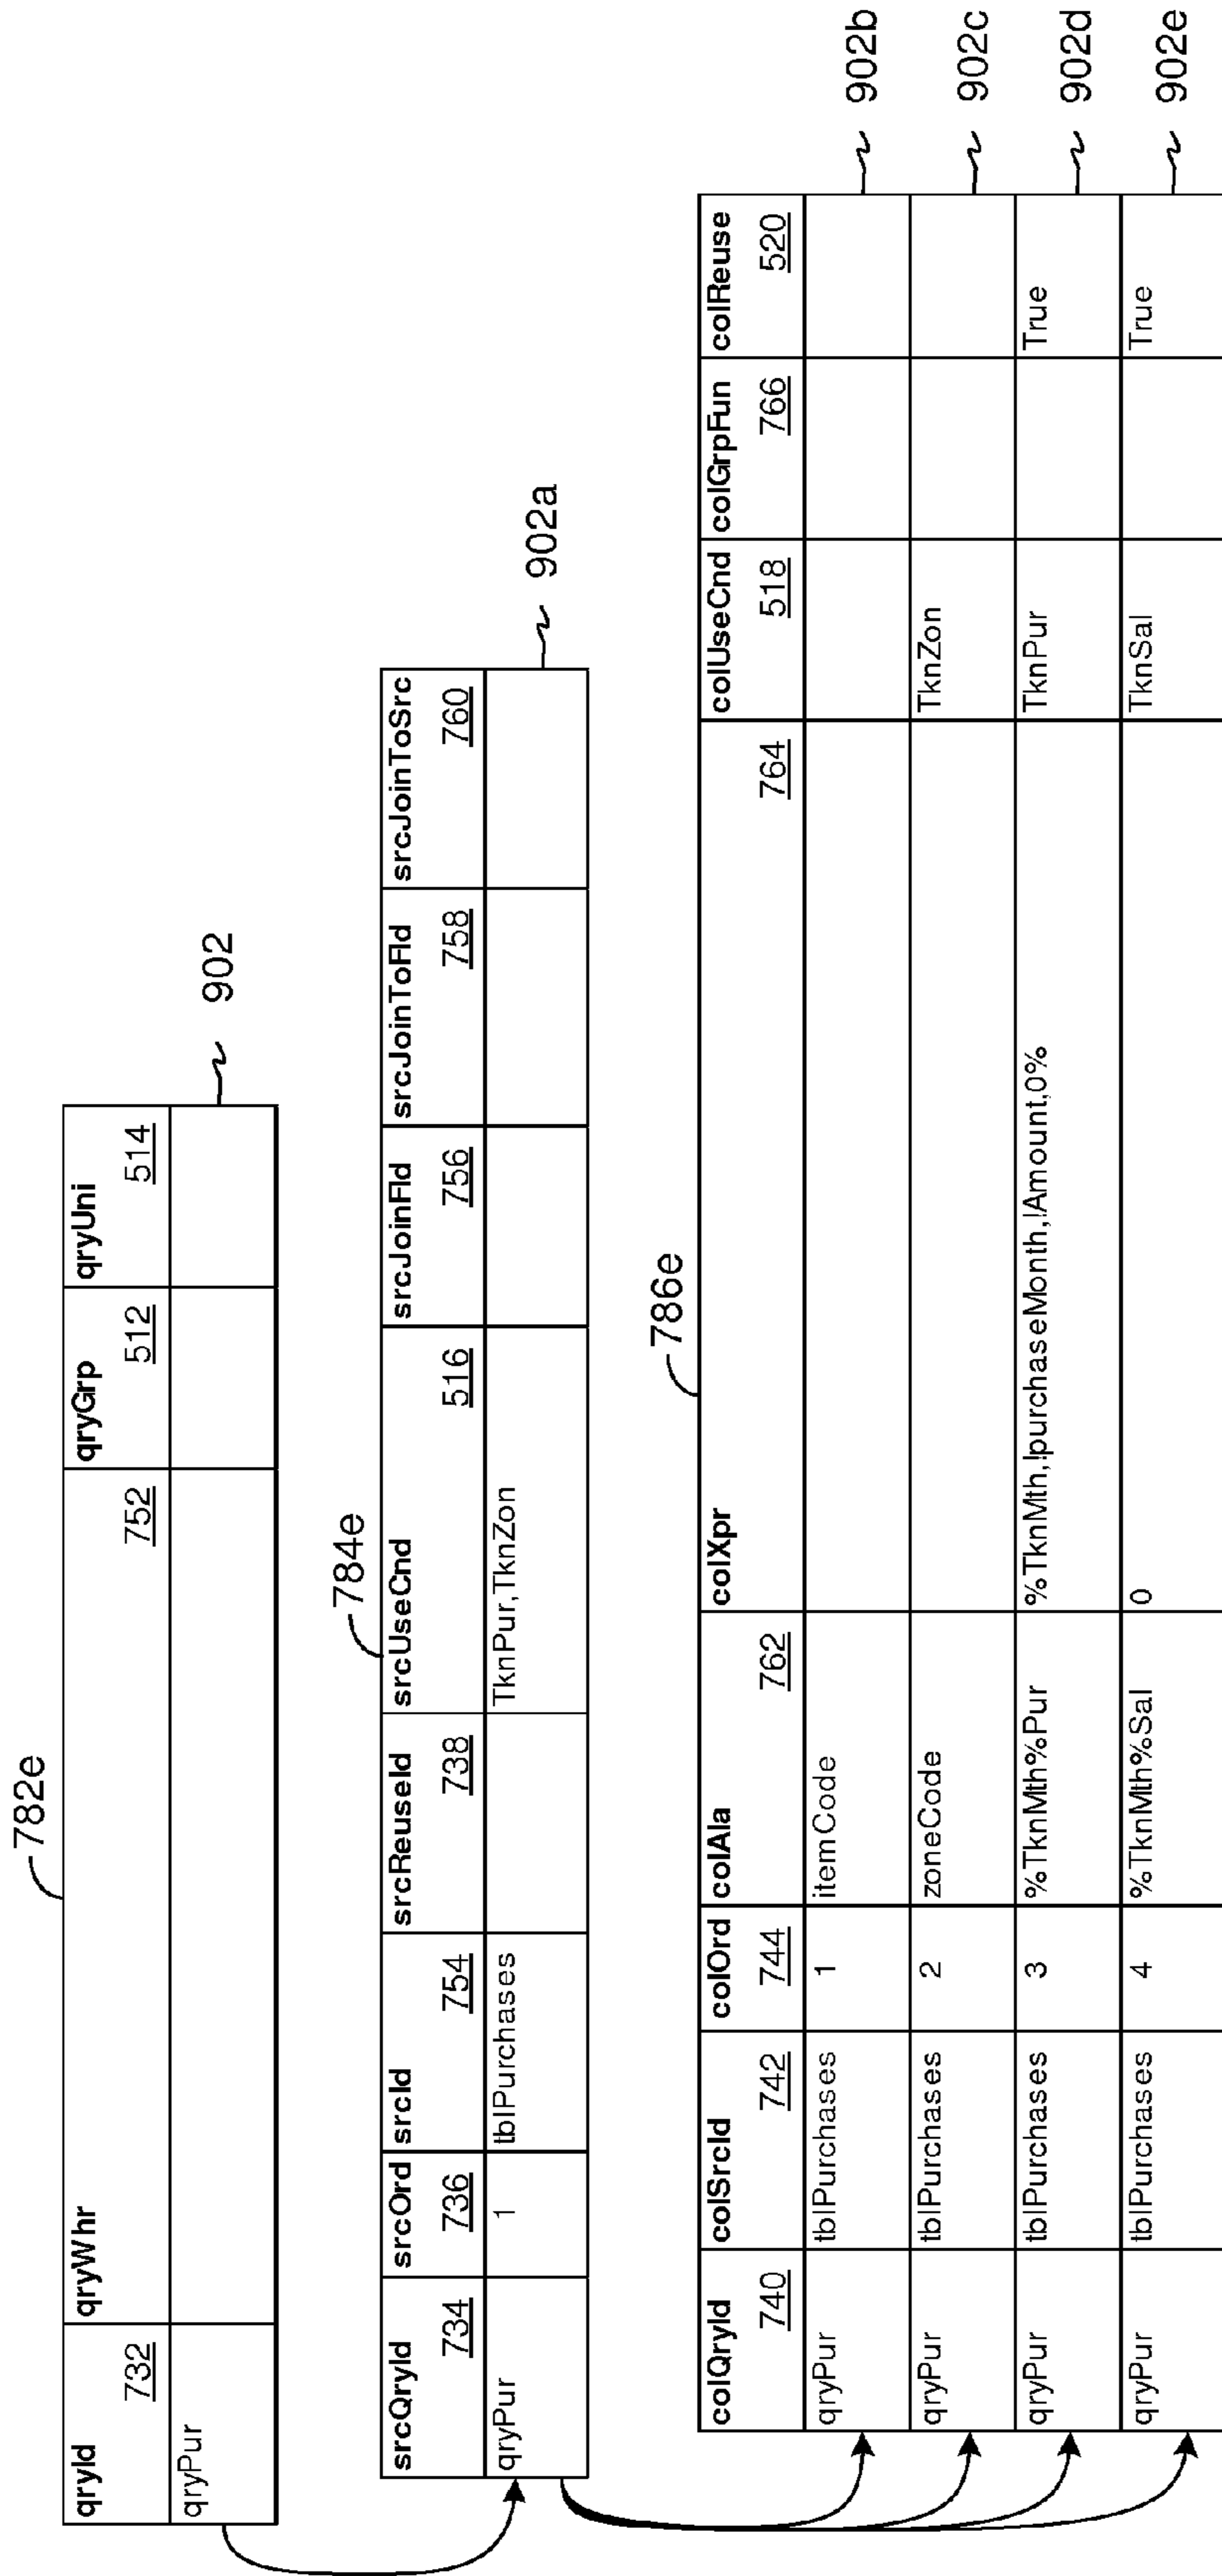 782e
qryId 732 qryWhr 752 qryGrp 512 qryUni 514
qryPur
902
784e
srcQryId 734 srcOrd 736 srcId 754 srcReuseId 738 srcUseCnd 516 srcJoinFld 756 srcJoinToFld 758 srcJoinToSrc 760
qryPur 1 tblPurchases TknPur,TknZon
902a
786e
colQryId 740 colSrcId 742 colOrd 744 colAla 762 colXpr 764 colUseCnd 518 colGrpFun 766 colReuse 520
qryPur tblPurchases 1 itemCode
902b
qryPur tblPurchases 2 zoneCode TknZon
902c
qryPur tblPurchases 3 %TknMth%Pur %TknMth,!purchaseMonth,!Amount,0% TknPur True
902d
qryPur tblPurchases 4 %TknMth%Sal 0 TknSal True
902e